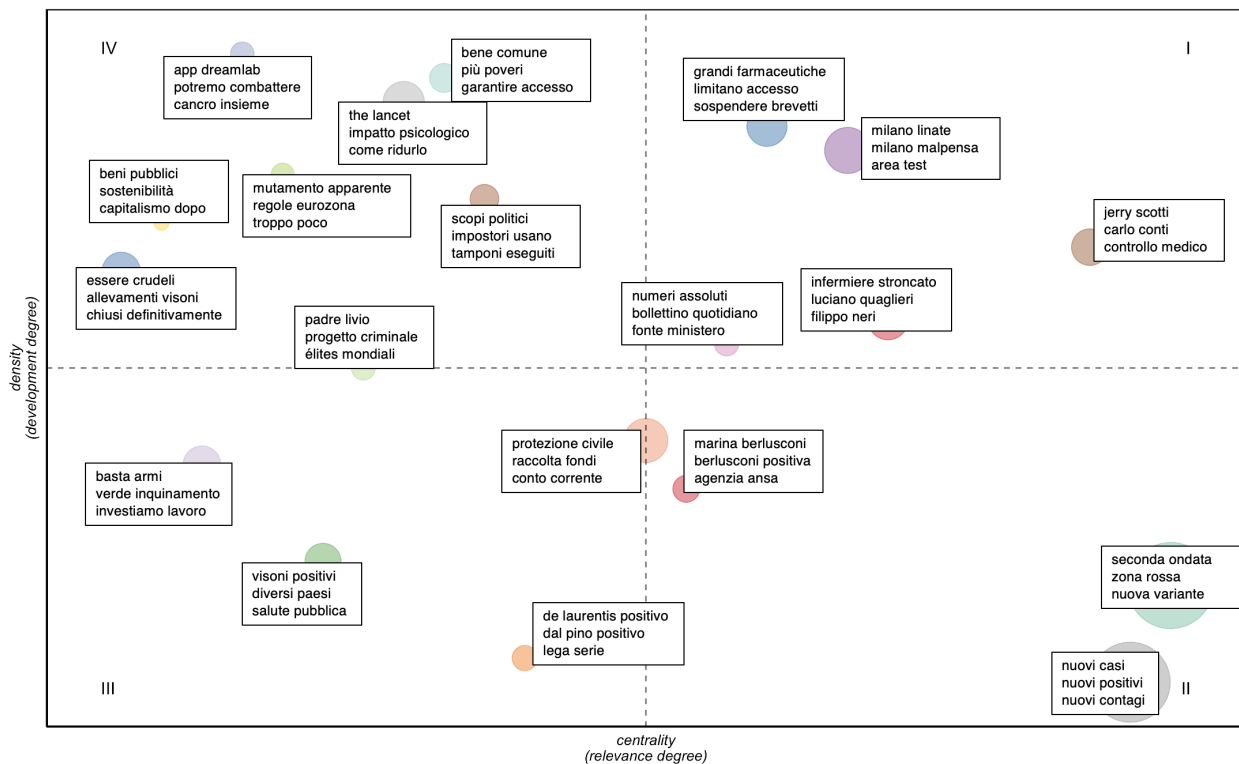 IV
I
app dreamlab
potremo combattere
cancro insieme
bene comune
più poveri
garantire accesso
the lancet
impatto psicologico
come ridurlo
grandi farmaceutiche
limitano accesso
sospendere brevetti
milano linate
milano malpensa
area test
beni pubblici
sostenibilità
capitalismo dopo
mutamento apparente
regole eurozona
troppo poco
scopi politici
impostori usano
tamponi eseguiti
jerry scotti
carlo conti
controllo medico
essere crudeli
allevamenti visoni
chiusi definitivamente
numeri assoluti
bollettino quotidiano
fonte ministero
infermiere stroncato
luciano quaglieri
filippo neri
padre livio
progetto criminale
élites mondiali
density
(development degree)
protezione civile
raccolta fondi
conto corrente
marina berlusconi
berlusconi positiva
agenzia ansa
basta armi
verde inquinamento
investiamo lavoro
visoni positivi
diversi paesi
salute pubblica
seconda ondata
zona rossa
nuova variante
de laurentis positivo
dal pino positivo
lega serie
nuovi casi
nuovi positivi
nuovi contagi
III
II
centrality
(relevance degree)